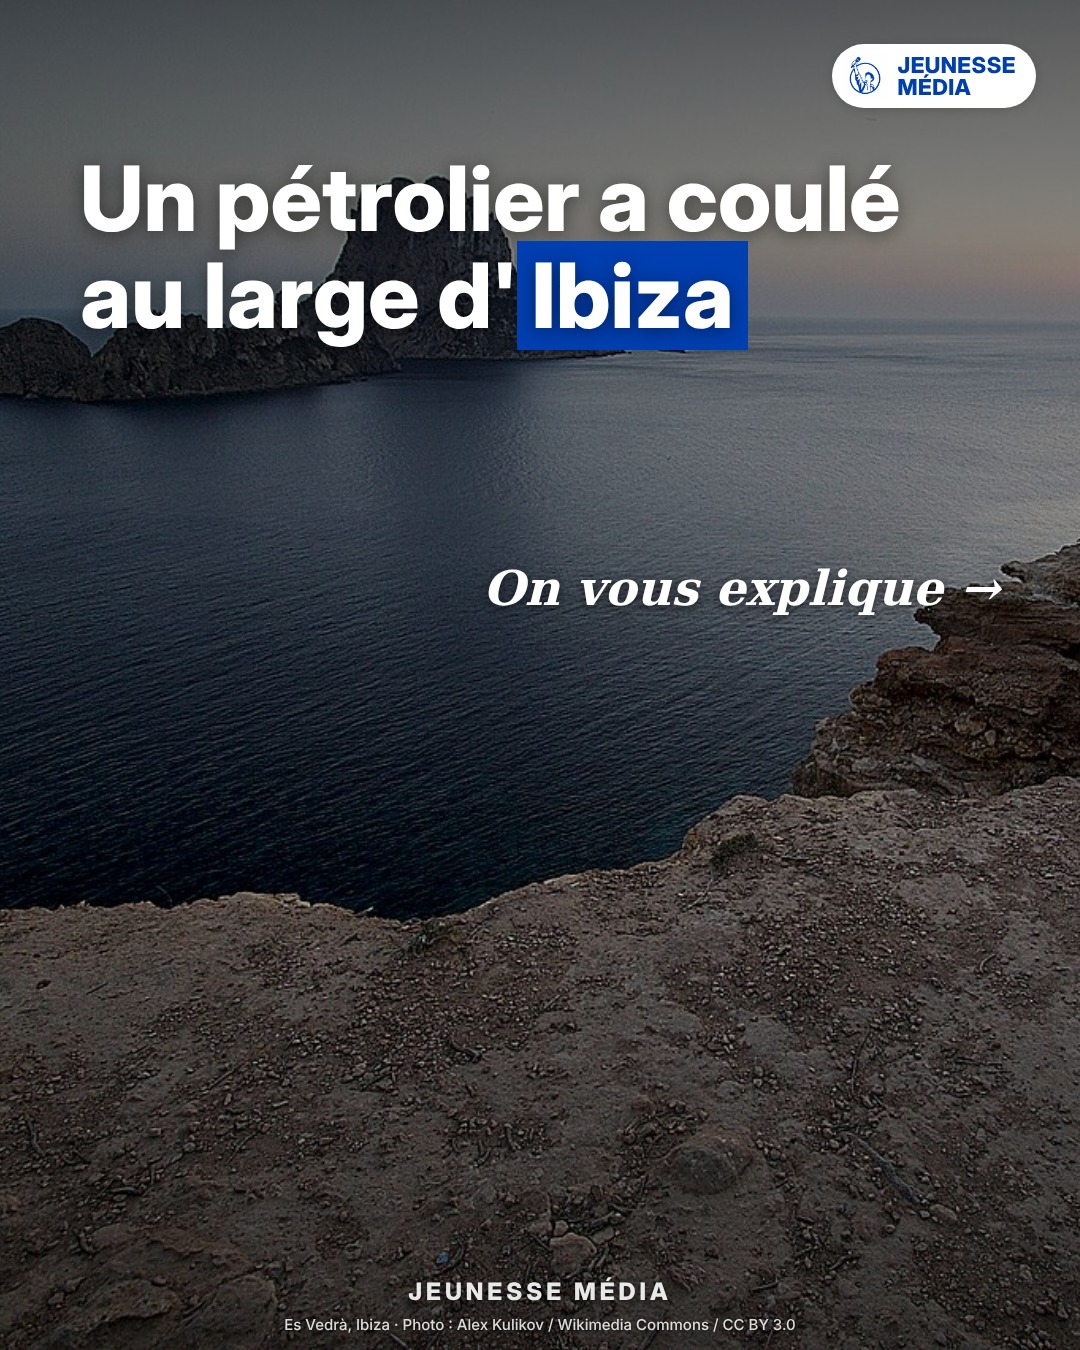 JEUNESSE
MÉDIA
Un pétrolier a coulé
au large d' Ibiza
On vous explique →
JEUNESSE MÉDIA
Es Vedrà, Ibiza · Photo : Alex Kulikov / Wikimedia Commons / CC BY 3.0